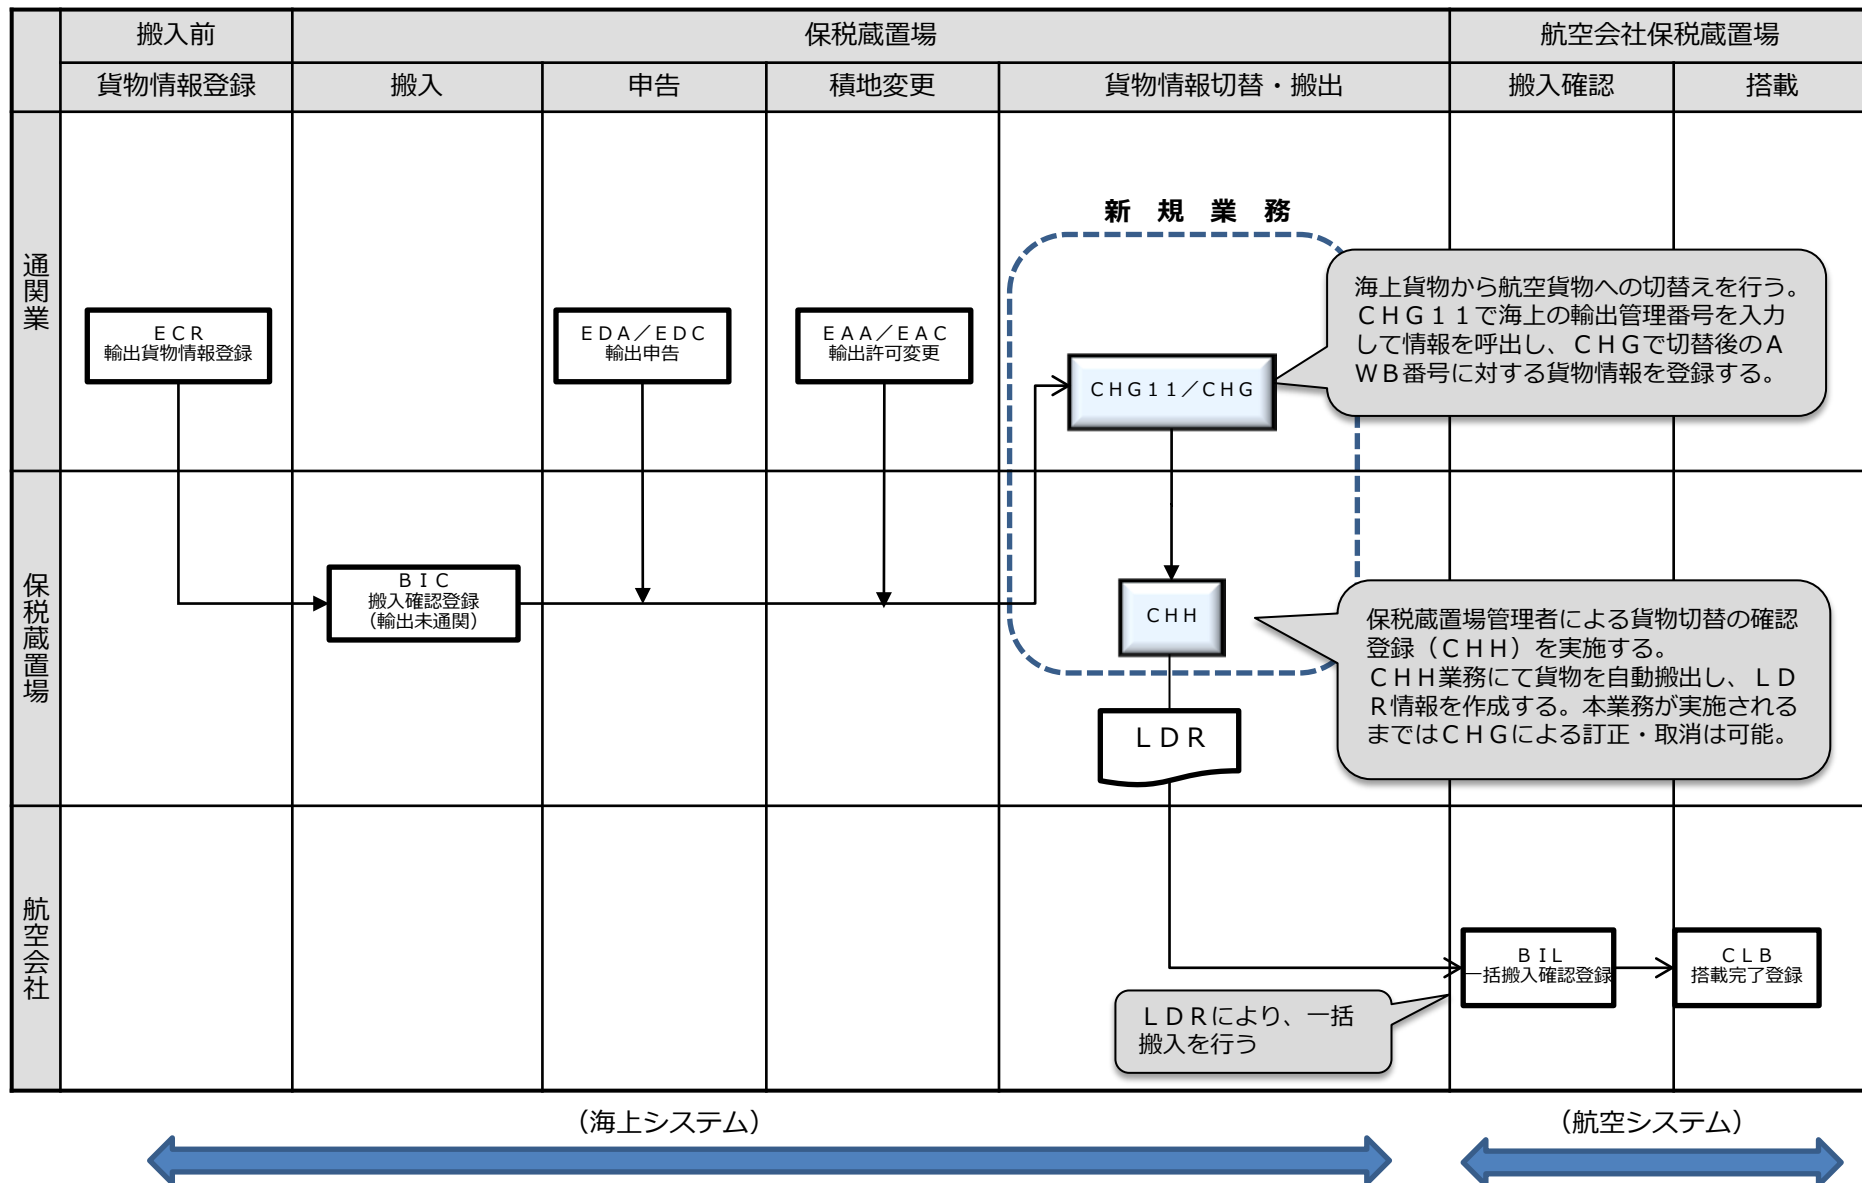 搬入前
保税蔵置場
航空会社保税蔵置場
貨物情報登録
搬入
申告
積地変更
貨物情報切替・搬出
搬入確認
搭載
通関業
新規業務
海上貨物から航空貨物への切替えを行う。
ＣＨＧ１１で海上の輸出管理番号を入力
して情報を呼出し、ＣＨＧで切替後のＡ
ＷＢ番号に対する貨物情報を登録する。
ＥＣＲ
輸出貨物情報登録
ＥＤＡ／ＥＤＣ
輸出申告
ＥＡＡ／ＥＡＣ
輸出許可変更
ＣＨＧ１１／ＣＨＧ
保税蔵置場
ＢＩＣ
搬入確認登録
（輸出未通関）
ＣＨＨ
保税蔵置場管理者による貨物切替の確認
登録（ＣＨＨ）を実施する。
ＣＨＨ業務にて貨物を自動搬出し、ＬＤ
Ｒ情報を作成する。本業務が実施される
まではＣＨＧによる訂正・取消は可能。
ＬＤＲ
航空会社
ＢＩＬ
一括搬入確認登録
ＣＬＢ
搭載完了登録
ＬＤＲにより、一括
搬入を行う
（海上システム）
（航空システム）